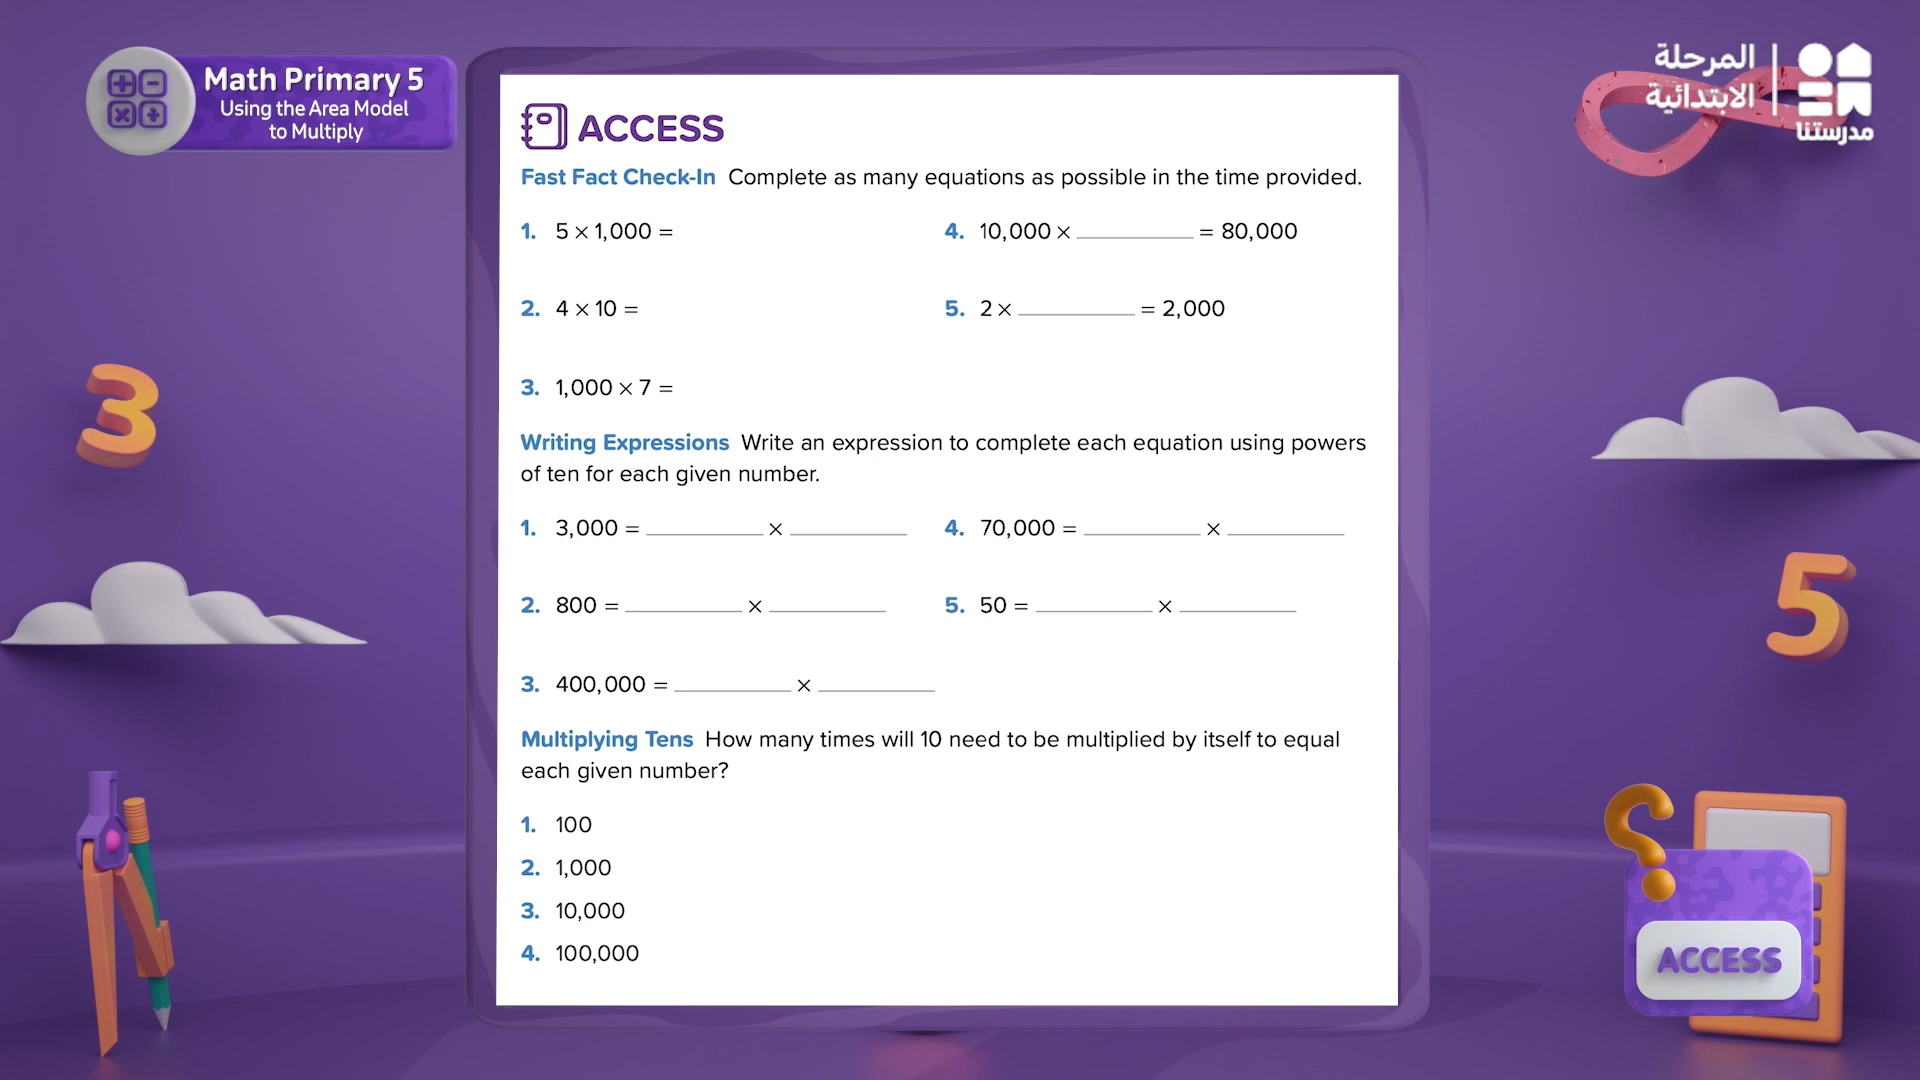 Math Primary 5
Using the Area Model
to Multiply
المرحلة
الابتدائية
مدرستنا
ACCESS
Fast Fact Check-In Complete as many equations as possible in the time provided.
1. 5 × 1,000 =
4. 10,000 × ________ = 80,000
2. 4 × 10 =
5. 2 × ________ = 2,000
3. 1,000 × 7 =
Writing Expressions Write an expression to complete each equation using powers
of ten for each given number.
1. 3,000 = ________ × ________
4. 70,000 = ________ × ________
2. 800 = ________ × ________
5. 50 = ________ × ________
3. 400,000 = ________ × ________
Multiplying Tens How many times will 10 need to be multiplied by itself to equal
each given number?
1. 100
2. 1,000
3. 10,000
4. 100,000
3
5
?
ACCESS